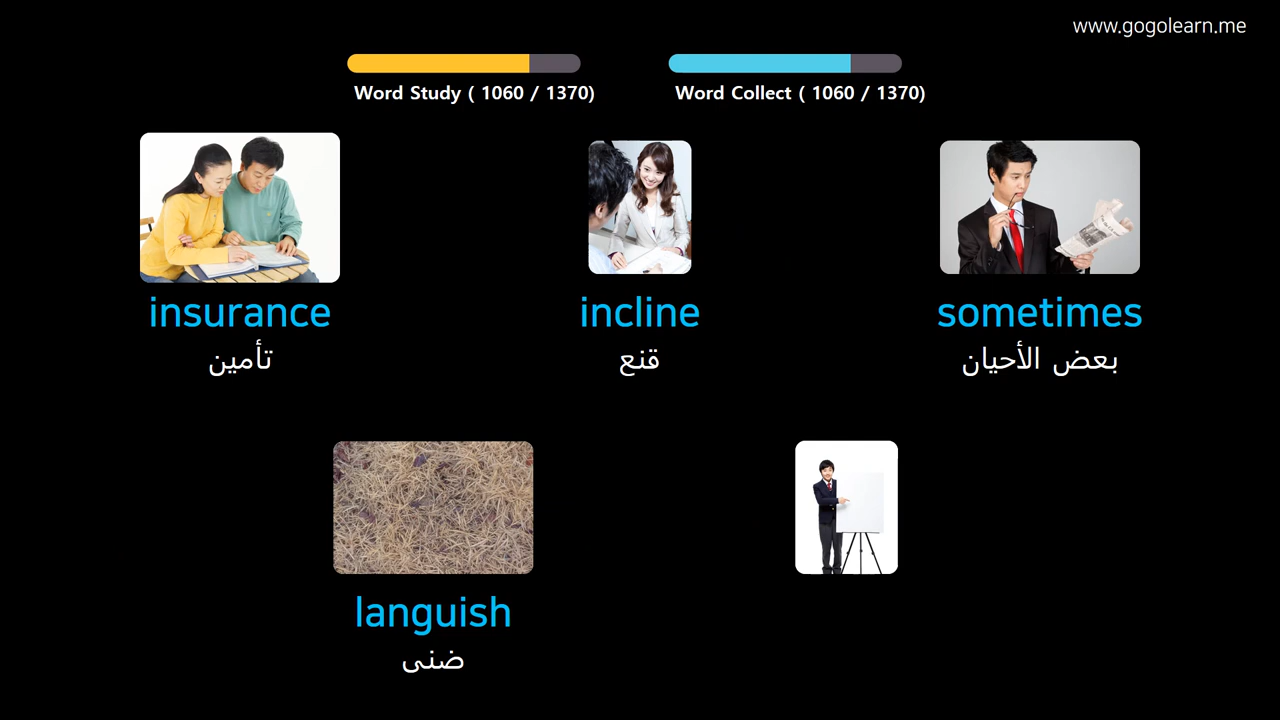 www.gogolearn.me
Word Study ( 1060 / 1370)
Word Collect ( 1060 / 1370)
insurance
تأمين
incline
قنع
sometimes
بعض الأحيان
languish
ضنى